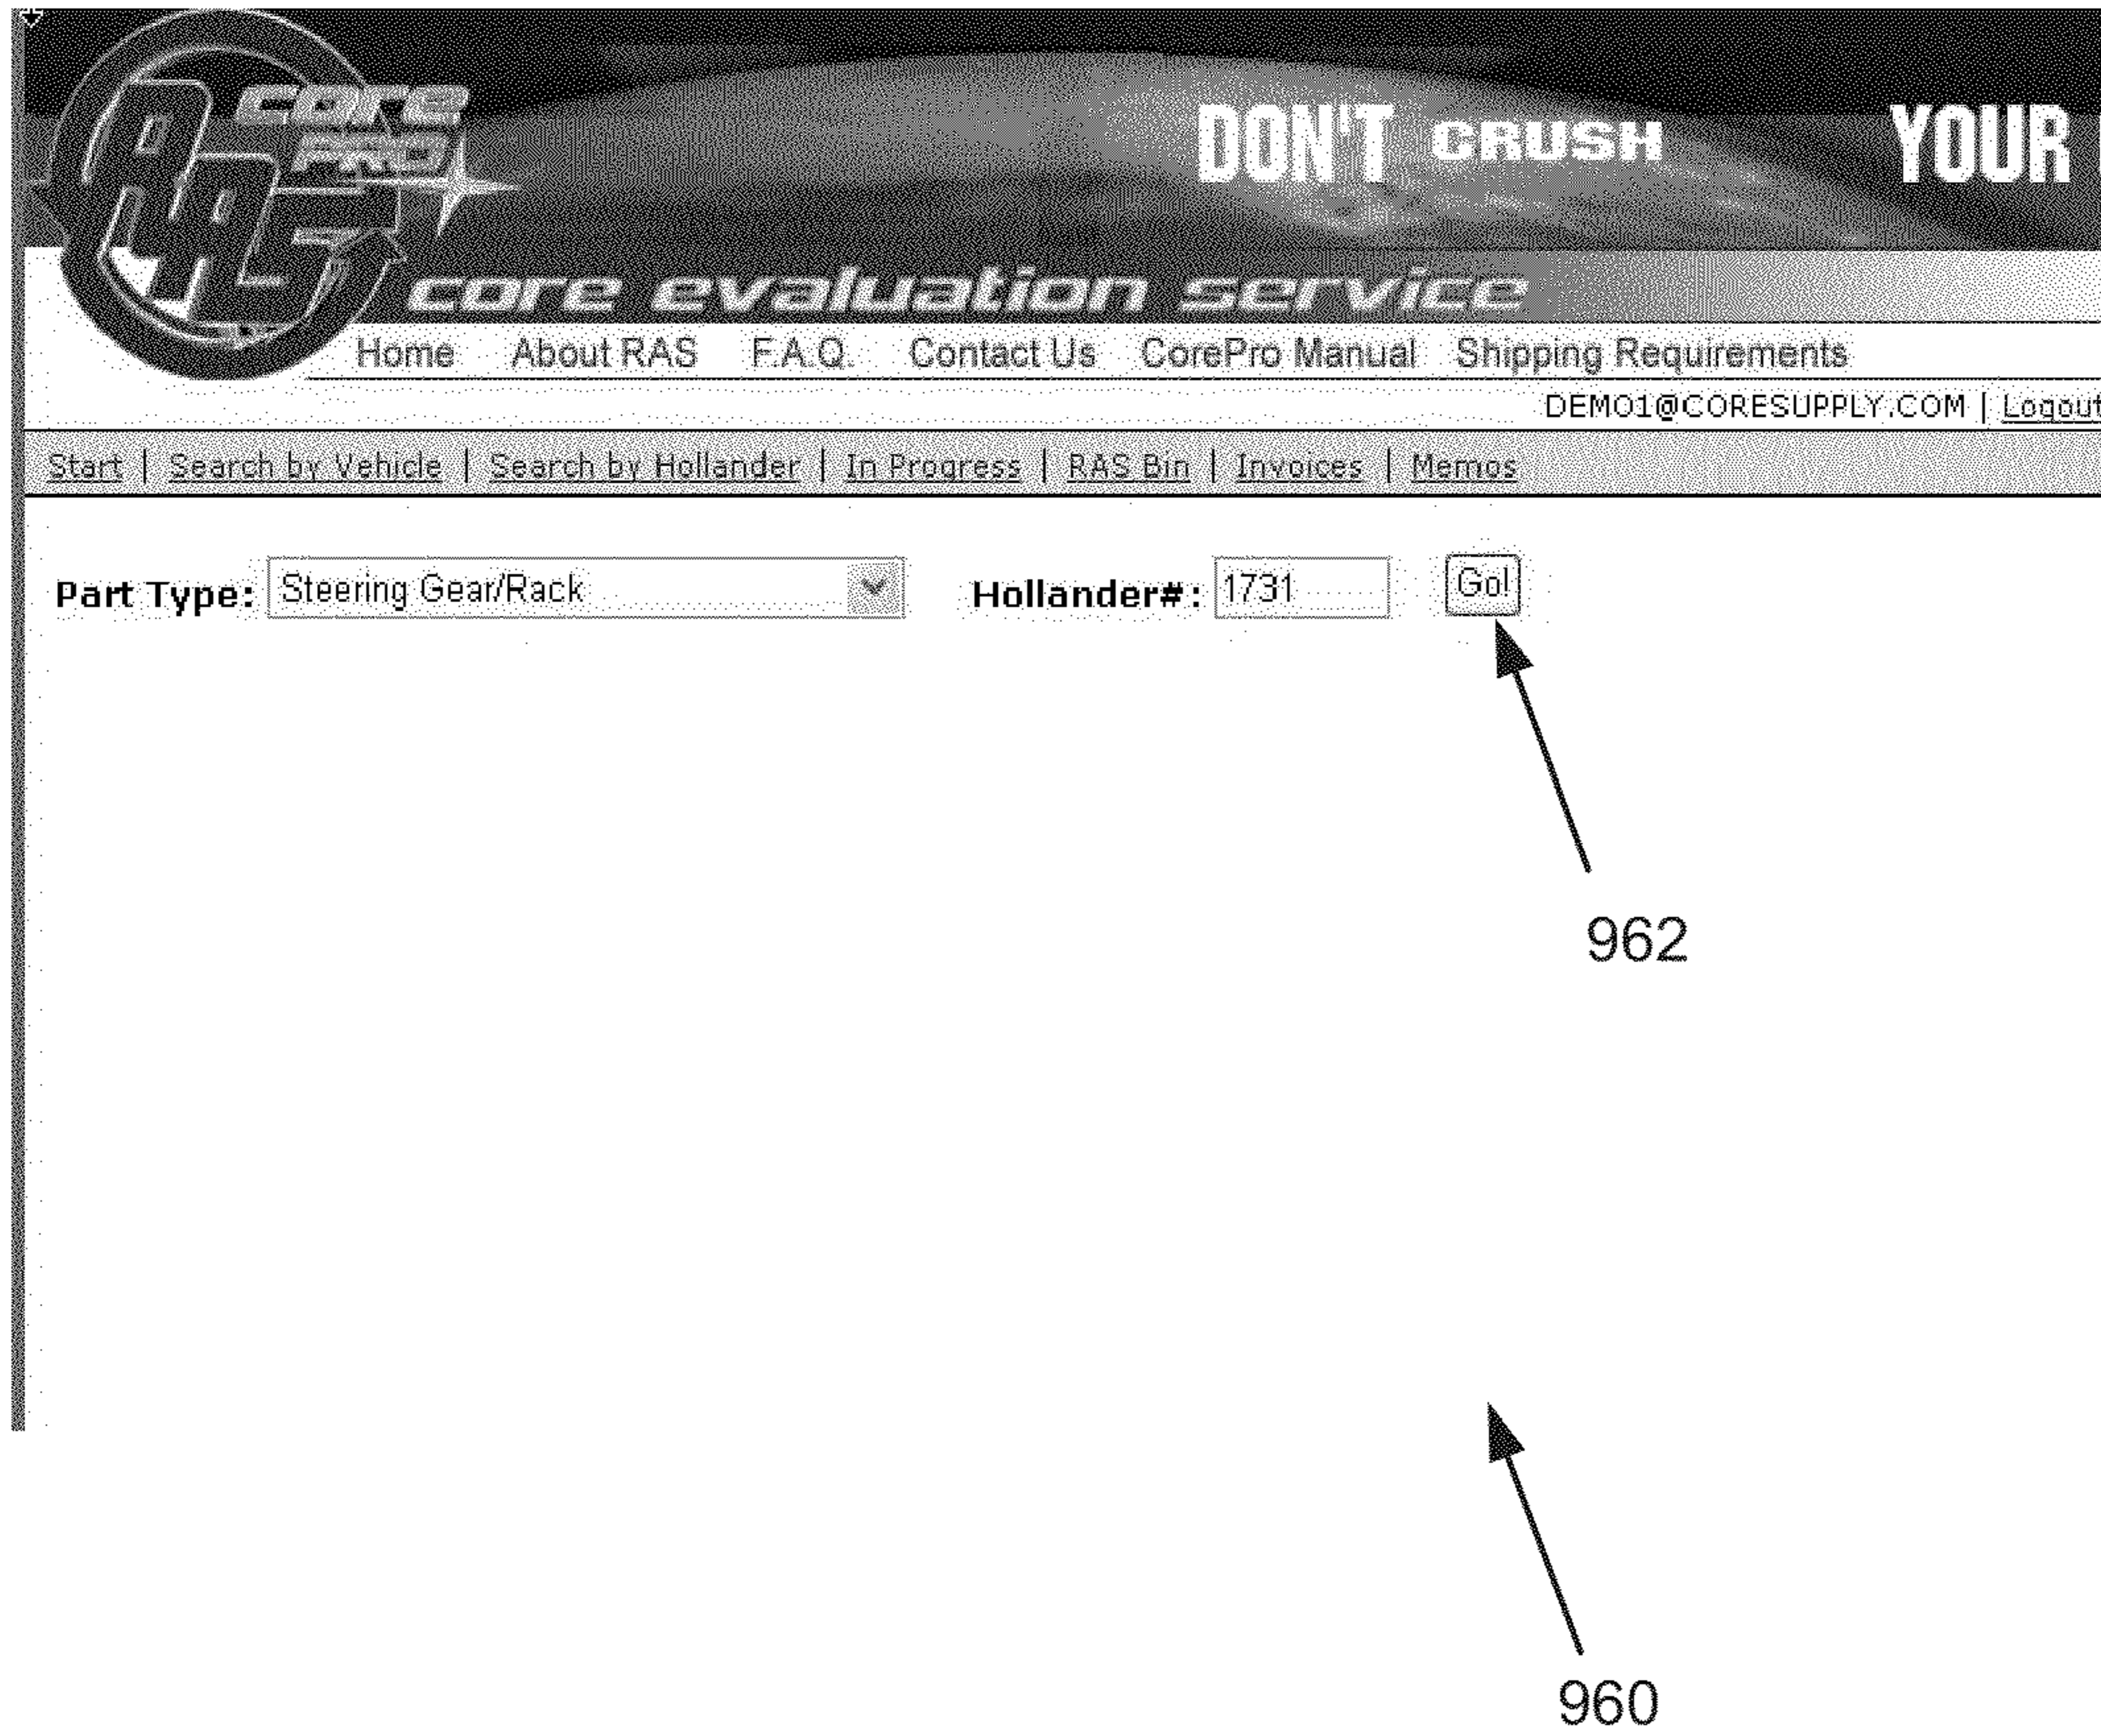 core
PRO
RAS
DON'T CRUSH YOUR
core evaluation service
Home About RAS F.A.Q. Contact Us CorePro Manual Shipping Requirements
DEMO1@CORESUPPLY.COM | Logout
Start | Search by Vehicle | Search by Hollander | In Progress | RAS Bin | Invoices | Memos
Part Type: Steering Gear/Rack Hollander#: 1731 Go!
962
960